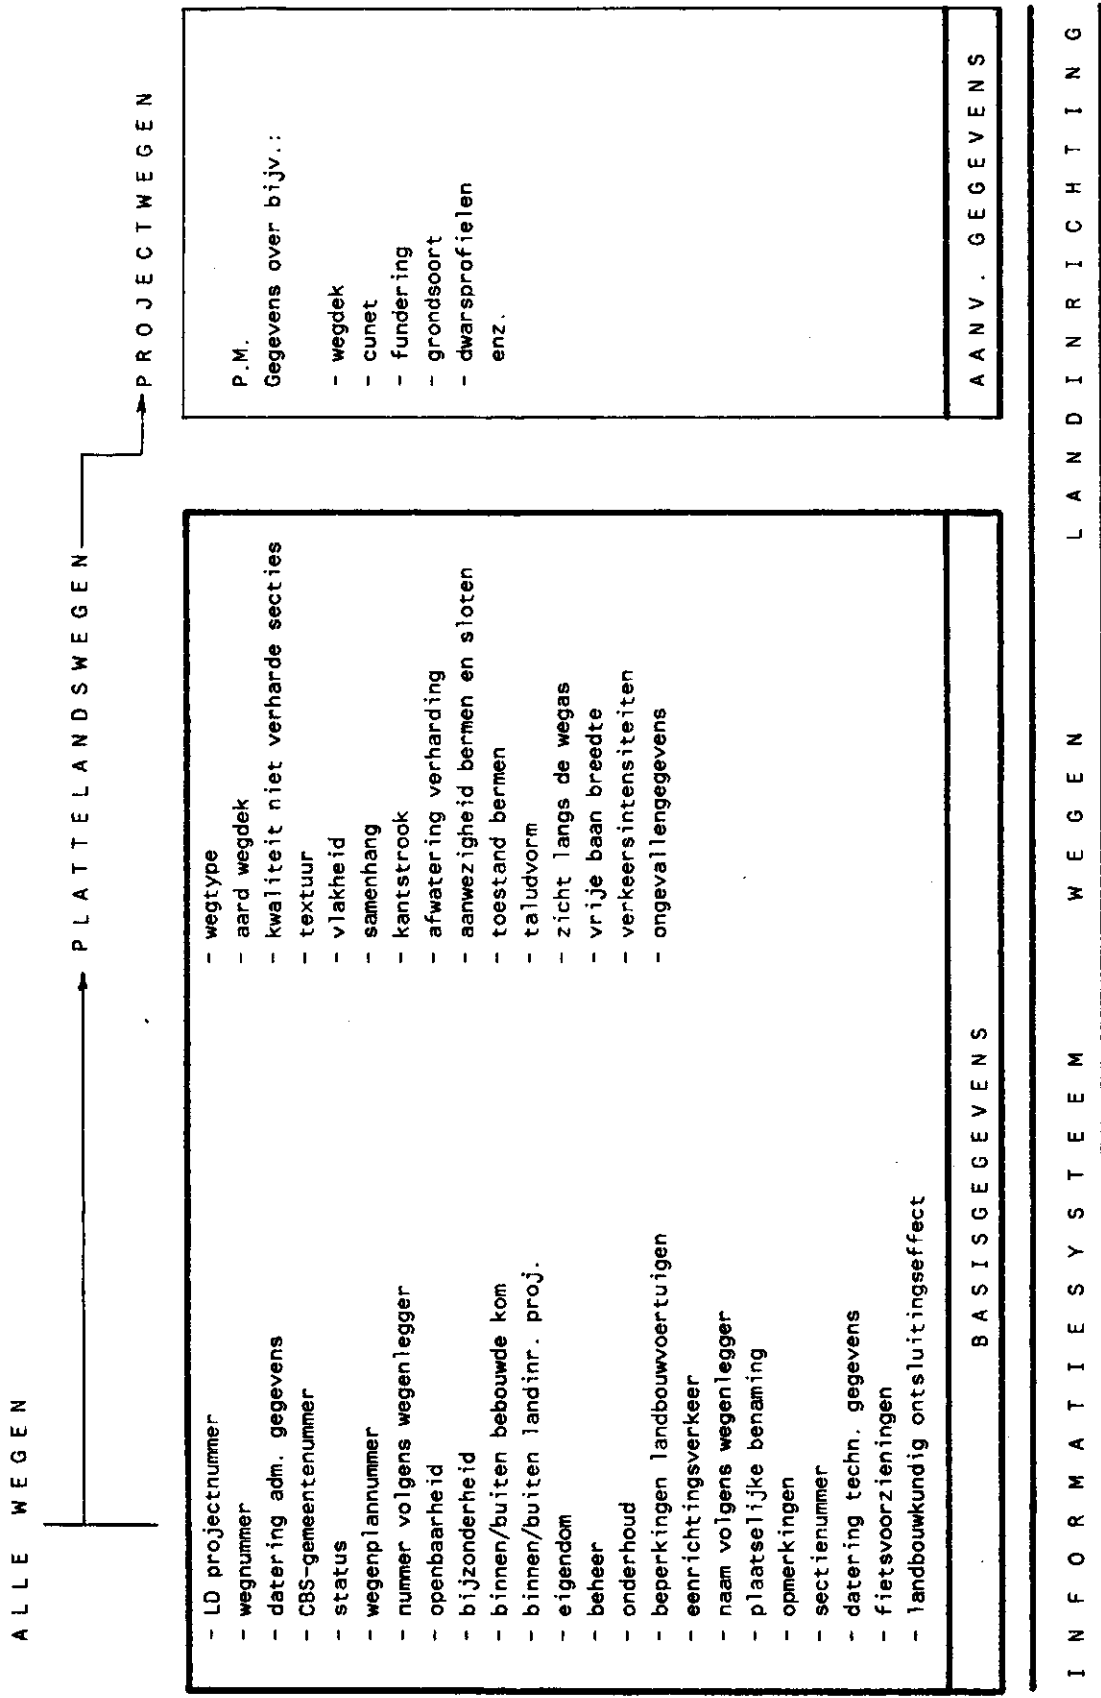 ALLE WEGEN
PLATTELANDSWEGEN
PROJECTWEGEN
- LD projectnummer
- wegnummer
- datering adm. gegevens
- CBS-gemeentenummer
- status
- wegenplannummer
- nummer volgens wegenlegger
- openbaarheid
- bijzonderheid
- binnen/buiten bebouwde kom
- binnen/buiten landinr. proj.
- eigendom
- beheer
- onderhoud
- beperkingen landbouwvoertuigen
- eenrichtingsverkeer
- naam volgens wegenlegger
- plaatselijke benaming
- opmerkingen
- sectienummer
- datering techn. gegevens
- fietsvoorzieningen
- landbouwkundig ontsluitingseffect
- wegtype
- aard wegdek
- kwaliteit niet verharde secties
- textuur
- vlakheid
- samenhang
- kantstrook
- afwatering verharding
- aanwezigheid bermen en sloten
- toestand bermen
- taludvorm
- zicht langs de wegas
- vrije baan breedte
- verkeersintensiteiten
- ongevallengegevens
BASISGEGEVENS
P.M.
Gegevens over bijv.:
- wegdek
- cunet
- fundering
- grondsoort
- dwarsprofielen
enz.
AANV. GEGEVENS
INFORMATIESYSTEEM WEGEN LANDINRICHTING